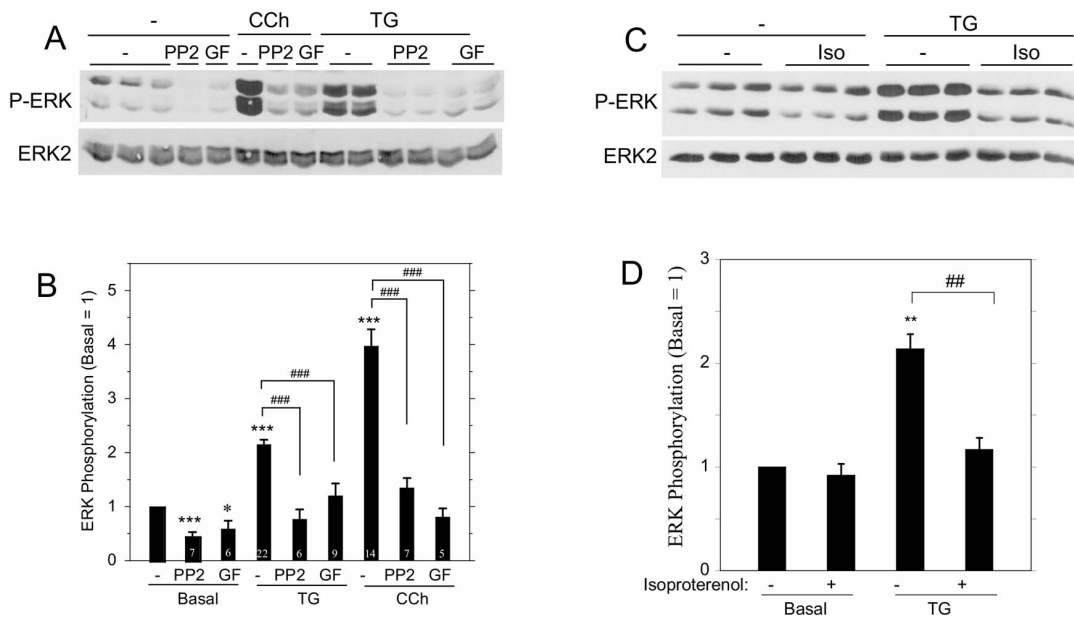 A
- CCh TG
- PP2 GF - PP2 GF - - PP2 GF
P-ERK
ERK2
C
- TG
- Iso - Iso
P-ERK
ERK2
B
ERK Phosphorylation (Basal = 1)
5
4
3
2
1
0
###
###
***
###
###
***
***
*
7
6
22
6
9
14
7
5
- PP2 GF - PP2 GF - PP2 GF
Basal TG CCh
D
ERK Phosphorylation (Basal = 1)
3
2
1
0
##
**
Isoproterenol: - + - +
Basal TG